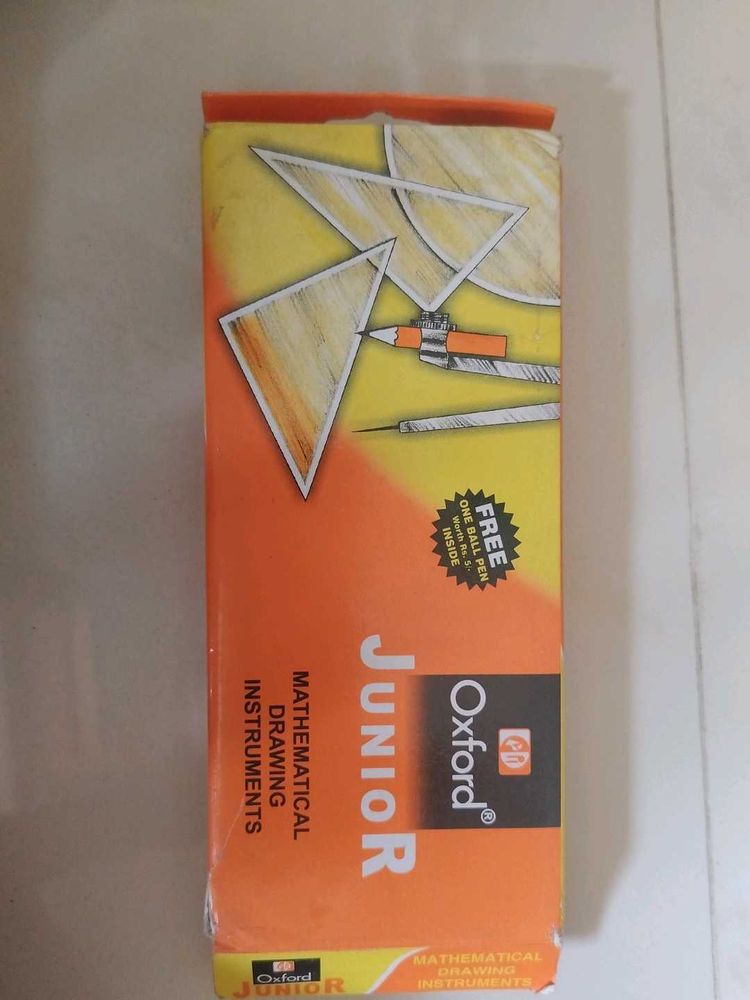 FREE
ONE BALL PEN
Worth Rs. 5/-
INSIDE
Oxford®
JUNIOR
MATHEMATICAL
DRAWING
INSTRUMENTS
Oxford
JUNIOR
MATHEMATICAL
DRAWING
INSTRUMENTS